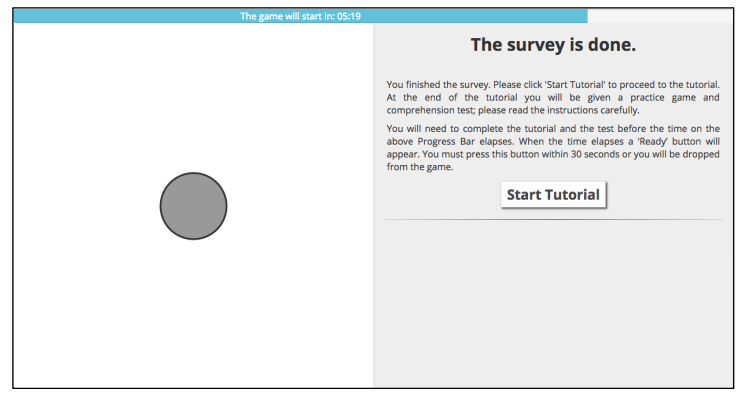 The game will start in: 05:19
The survey is done.
You finished the survey. Please click 'Start Tutorial' to proceed to the tutorial.
At the end of the tutorial you will be given a practice game and
comprehension test; please read the instructions carefully.
You will need to complete the tutorial and the test before the time on the
above Progress Bar elapses. When the time elapses a 'Ready' button will
appear. You must press this button within 30 seconds or you will be dropped
from the game.
Start Tutorial